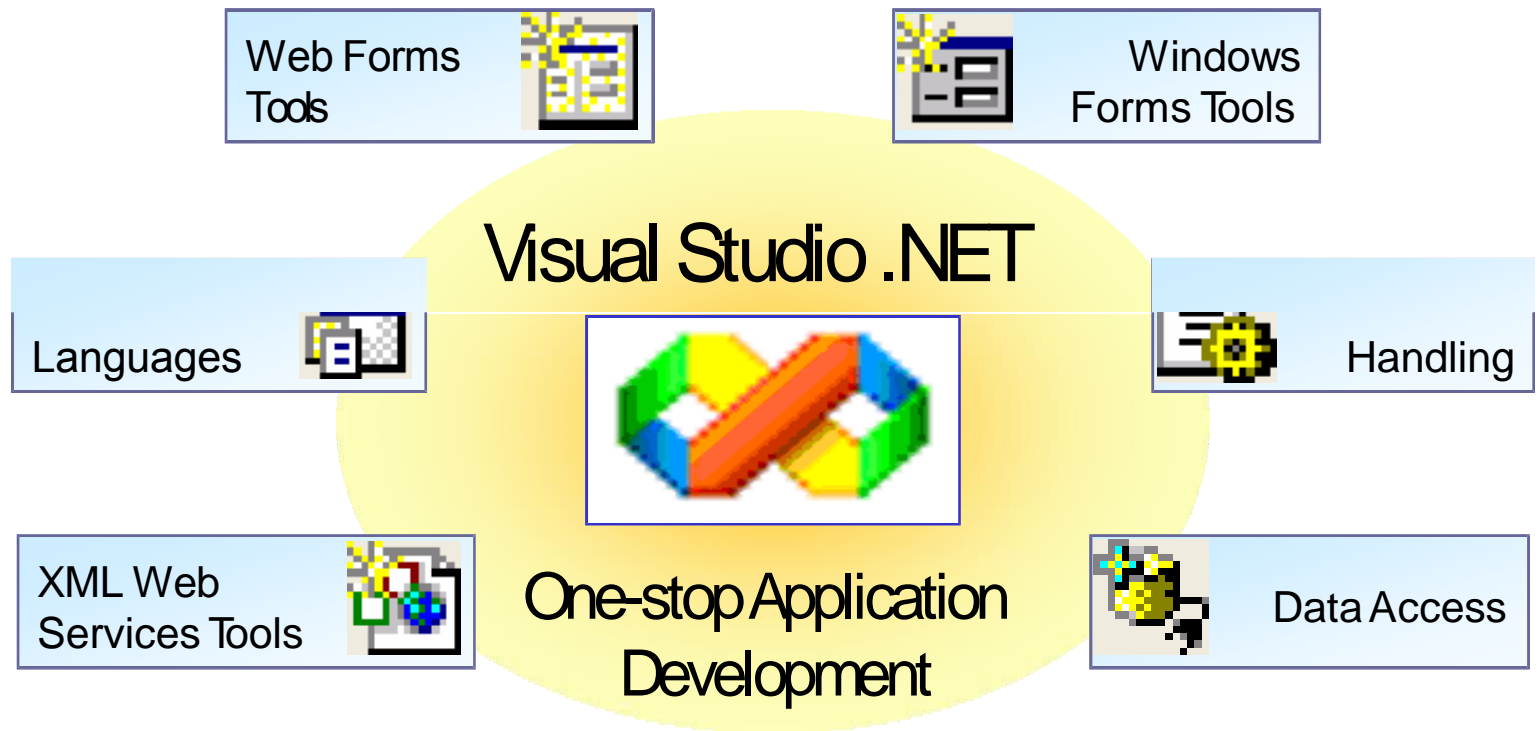 Web Forms
Tools
Windows
Forms Tools
Visual Studio .NET
Languages
Handling
XML Web
Services Tools
One-stop Application
Development
Data Access